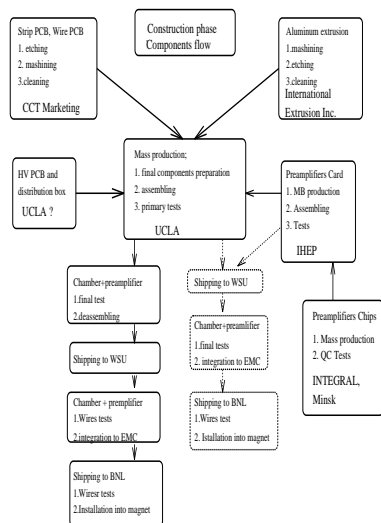 Strip PCB, Wire PCB
1. etching
2. mashining
3.cleaning
CCT Marketing
Construction phase
Components flow
Aluminum extrusion
1.mashining
2.etching
3.cleaning
International
Extrusion Inc.
HV PCB and
distribution box
UCLA ?
Mass production;
1. final components preparation
2. assembling
3. primary tests
UCLA
Preamplifiers Card
1. MB production
2. Assembling
3. Tests
IHEP
Chamber+preamplifier
1.final test
2.deassembling
Shipping to WSU
Chamber + premplifier
1.Wires tests
2.integration to EMC
Shipping to BNL
1.Wiresr tests
2.Installation into magnet
Shipping to WSU
Chamber+preamlifier
1.final tests
2. integration to EMC
Shipping to BNL
1.Wires test
2. Istallation into magnet
Preamplifiers Chips
1. Mass production
2. QC Tests
INTEGRAL,
Minsk